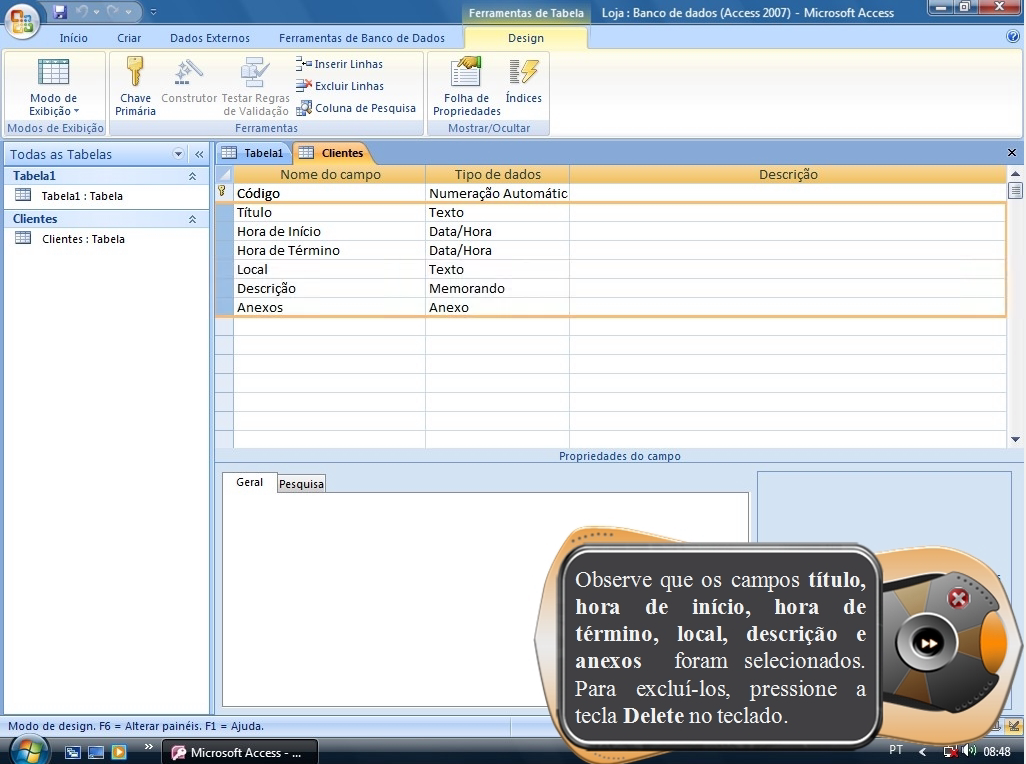 Ferramentas de Tabela Loja : Banco de dados (Access 2007) - Microsoft Access
Início Criar Dados Externos Ferramentas de Banco de Dados Design
Modo de Exibição
Modos de Exibição
Chave Primária
Construtor
Testar Regras de Validação
Inserir Linhas
Excluir Linhas
Coluna de Pesquisa
Ferramentas
Folha de Propriedades
Índices
Mostrar/Ocultar
Todas as Tabelas
Tabela1
Tabela1 : Tabela
Clientes
Clientes : Tabela
Tabela1 Clientes
Nome do campo Tipo de dados Descrição
Código Numeração Automátic
Título Texto
Hora de Início Data/Hora
Hora de Término Data/Hora
Local Texto
Descrição Memorando
Anexos Anexo
Propriedades do campo
Geral Pesquisa
Observe que os campos título,
hora de início, hora de
término, local, descrição e
anexos foram selecionados.
Para excluí-los, pressione a
tecla Delete no teclado.
Modo de design. F6 = Alterar painéis. F1 = Ajuda.
Microsoft Access - ...
PT
08:48